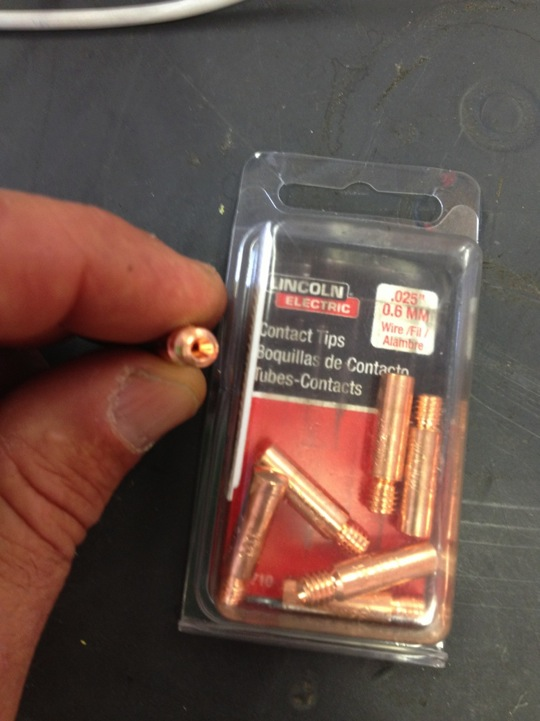 LINCOLN
ELECTRIC
Contact Tips
Boquillas de Contacto
Tubes-Contacts
.025"
0.6 MM
Wire /Fil /
Alambre